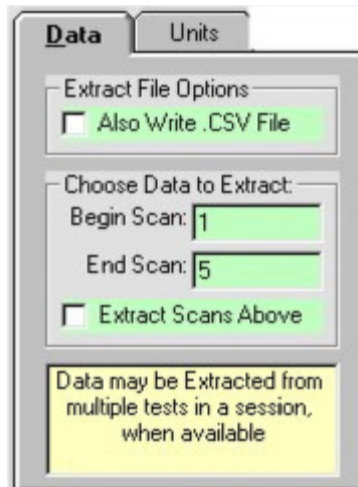 Data Units
Extract File Options
Also Write .CSV File
Choose Data to Extract:
Begin Scan: 1
End Scan: 5
Extract Scans Above
Data may be Extracted from
multiple tests in a session,
when available